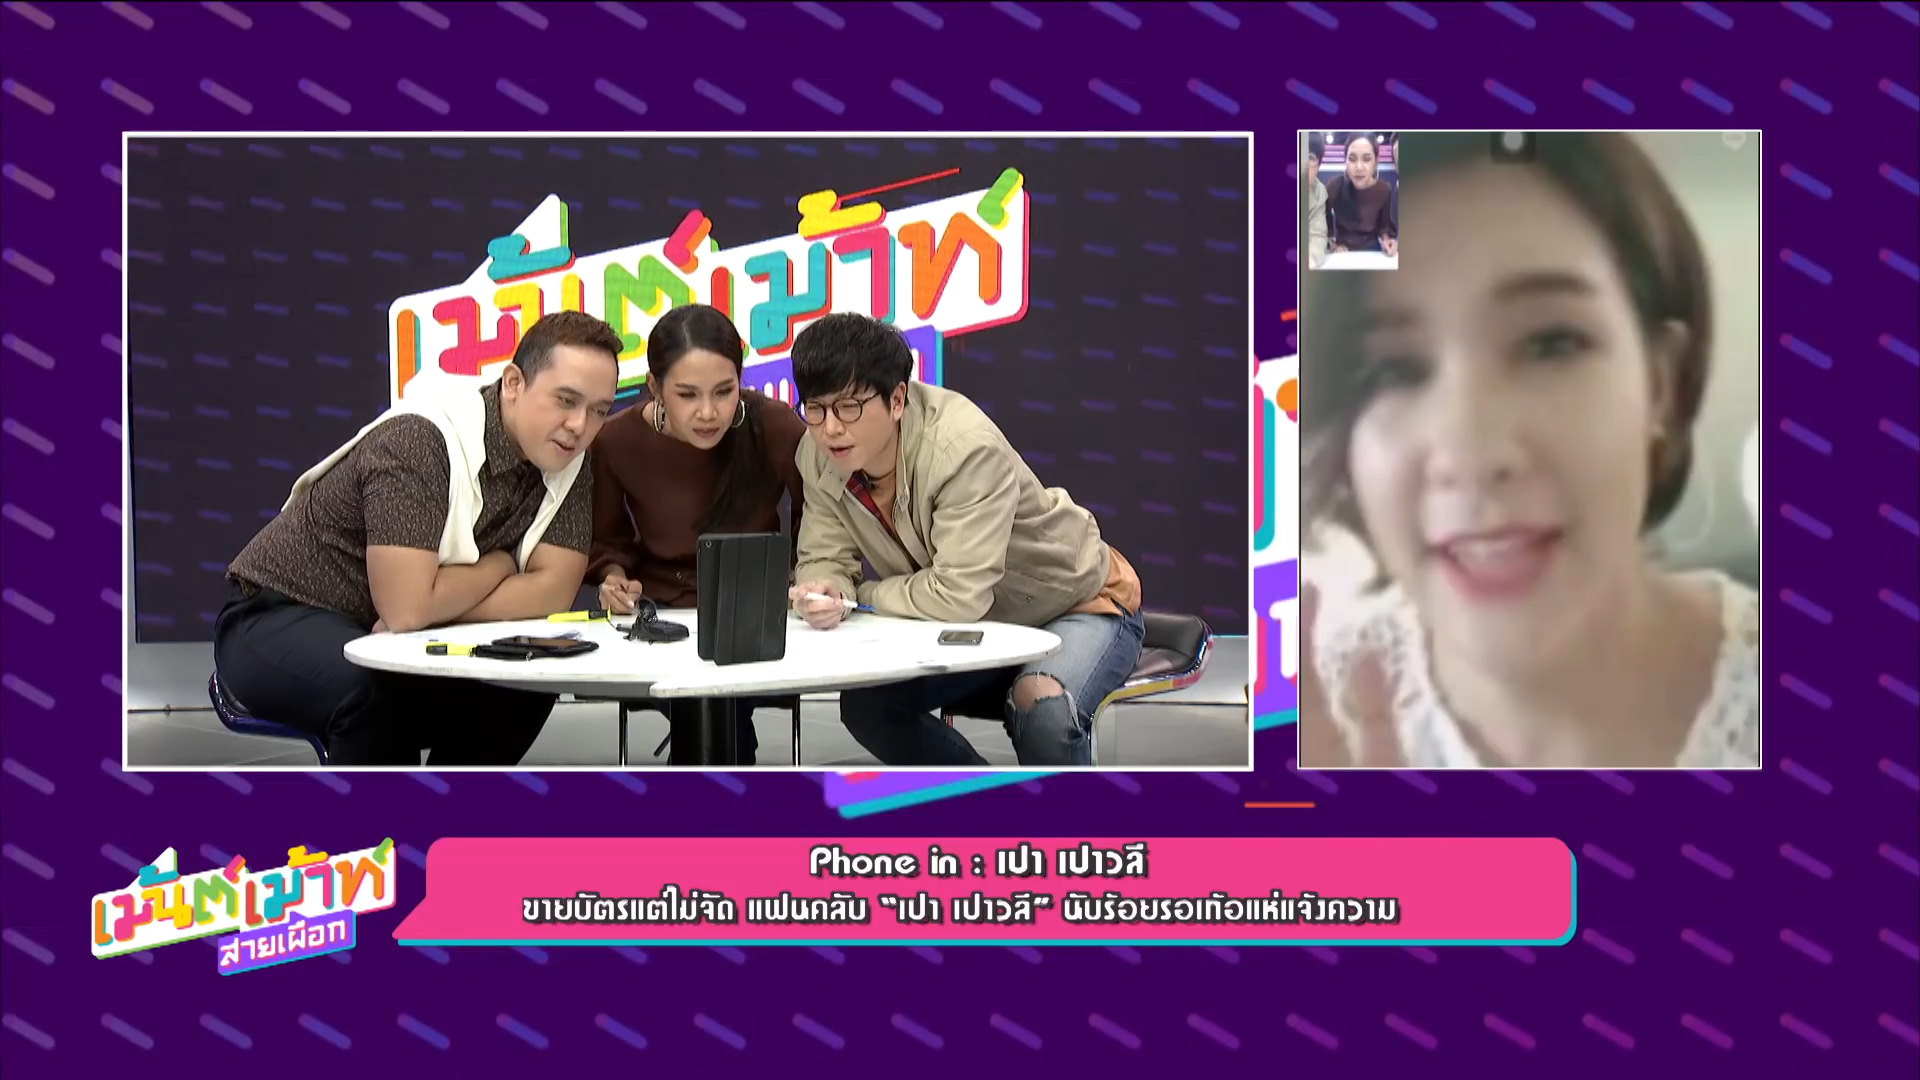 เม้นต์เม้าท์
Phone in : เปา เปาวลี
ขายบัตรแต่ไม่จัด แฟนคลับ “เปา เปาวลี” นับร้อยรอเก้อแห่แจ้งความ
เม้นต์เม้าท์
สายเผือก